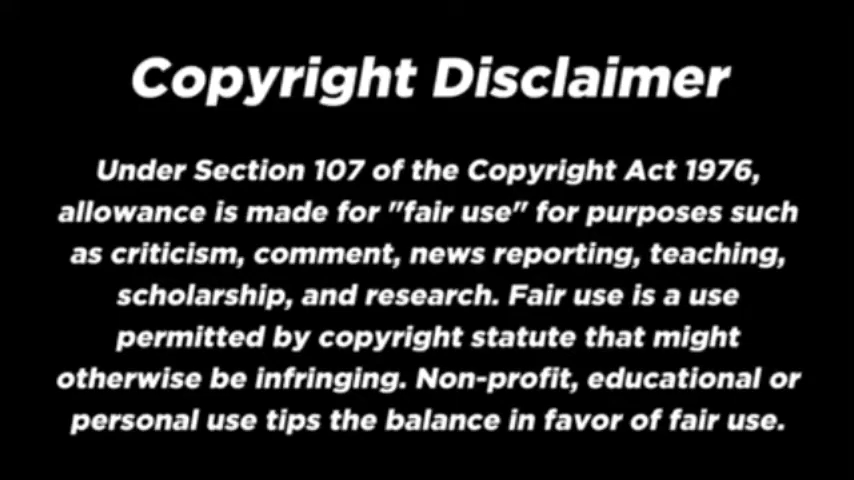 Copyright Disclaimer
Under Section 107 of the Copyright Act 1976,
allowance is made for "fair use" for purposes such
as criticism, comment, news reporting, teaching,
scholarship, and research. Fair use is a use
permitted by copyright statute that might
otherwise be infringing. Non-profit, educational or
personal use tips the balance in favor of fair use.